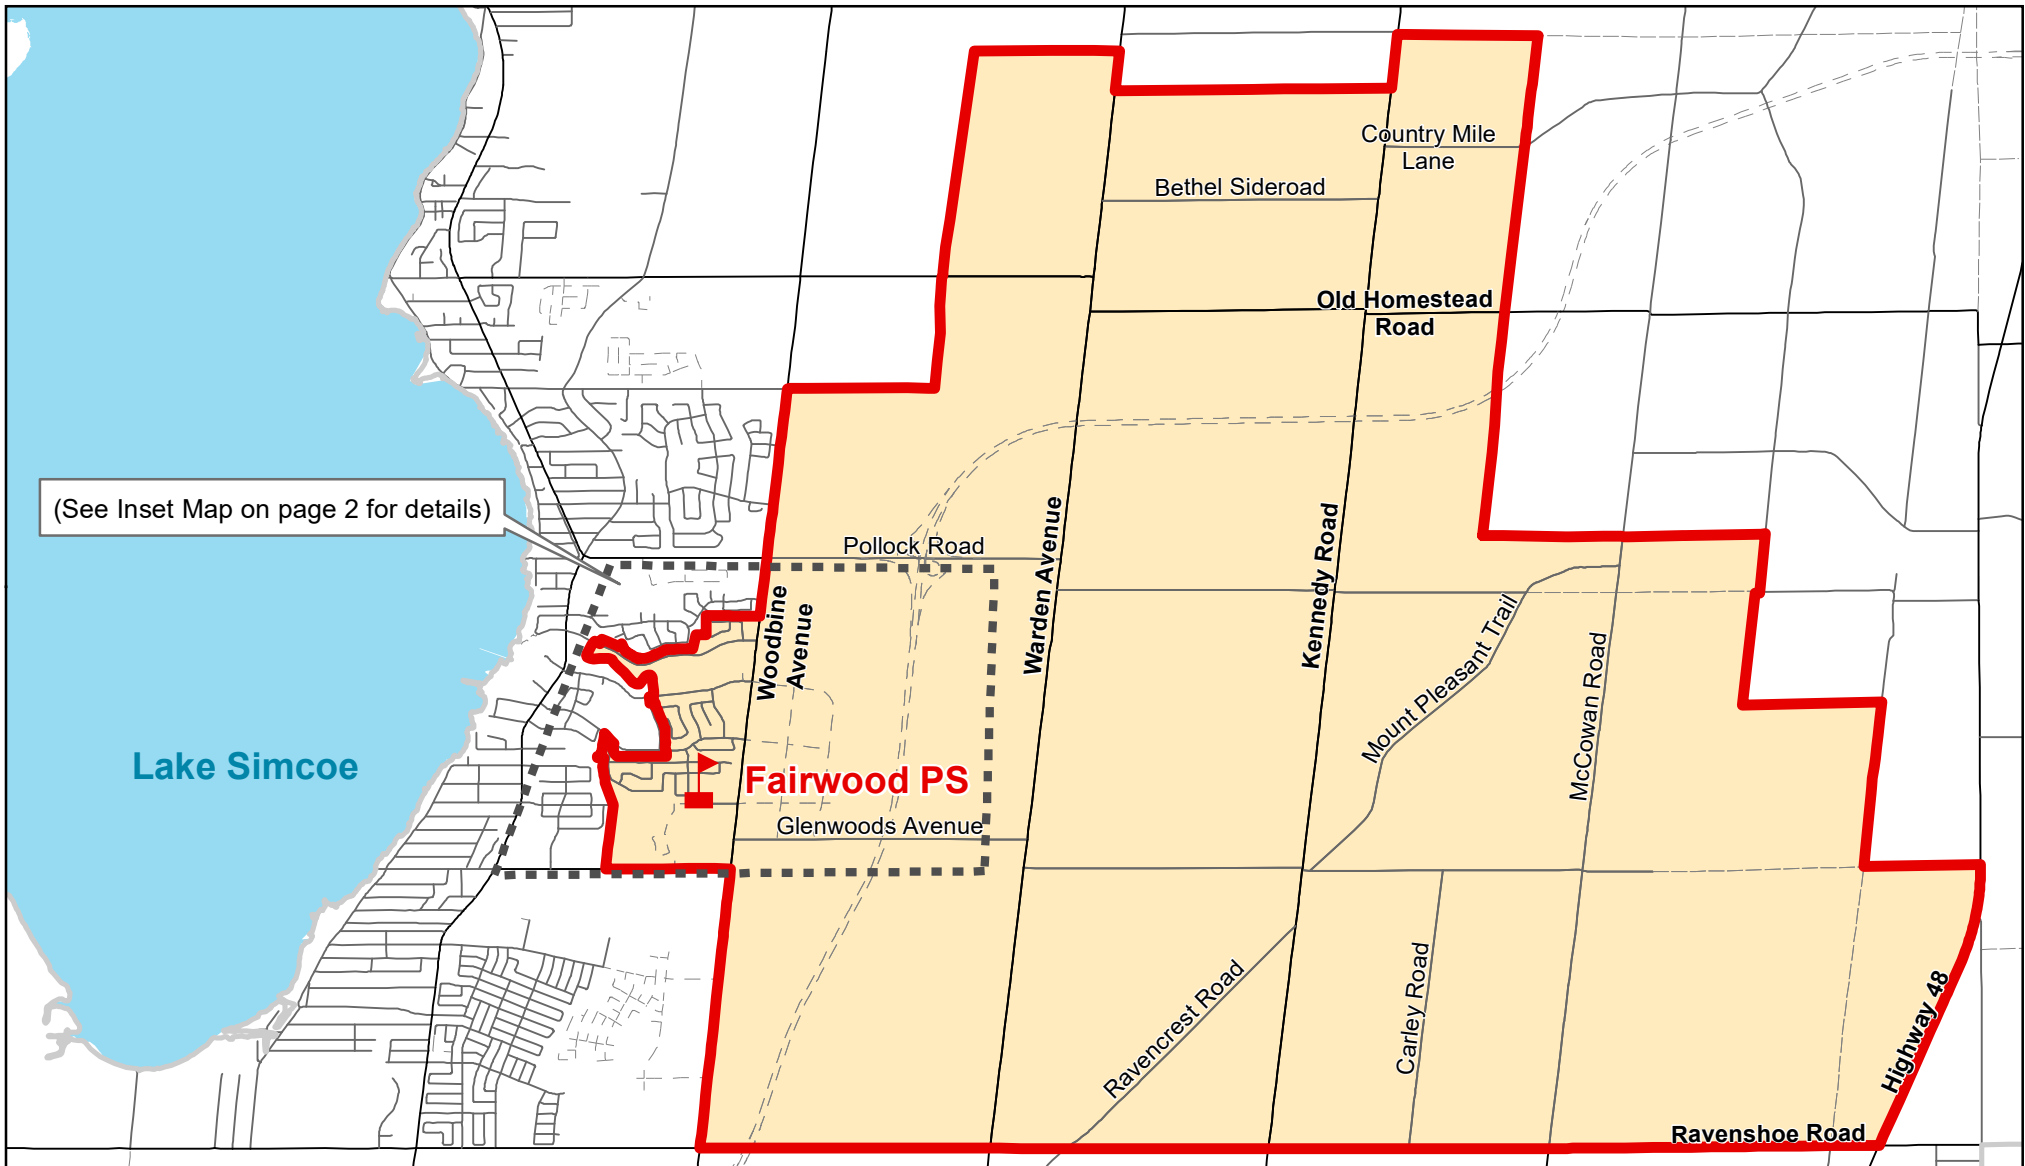 Country Mile
Lane
Bethel Sideroad
Old Homestead
Road
(See Inset Map on page 2 for details)
Pollock Road
Warden Avenue
Kennedy Road
Woodbine
Avenue
Mount Pleasant Trail
McCowan Road
Lake Simcoe
Fairwood PS
Glenwoods Avenue
Ravencrest Road
Carley Road
Highway 48
Ravenshoe Road